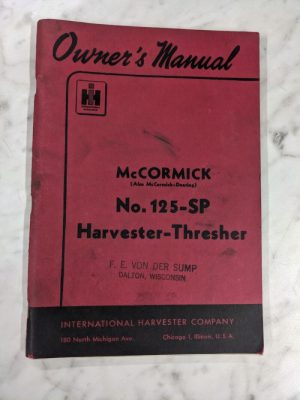 Owner's Manual
IH
McCORMICK
(Also McCormick-Deering)
No. 125-SP
Harvester-Thresher
F. E. VON DER SUMP
DALTON, WISCONSIN
INTERNATIONAL HARVESTER COMPANY
180 North Michigan Ave. Chicago 1, Illinois, U. S. A.